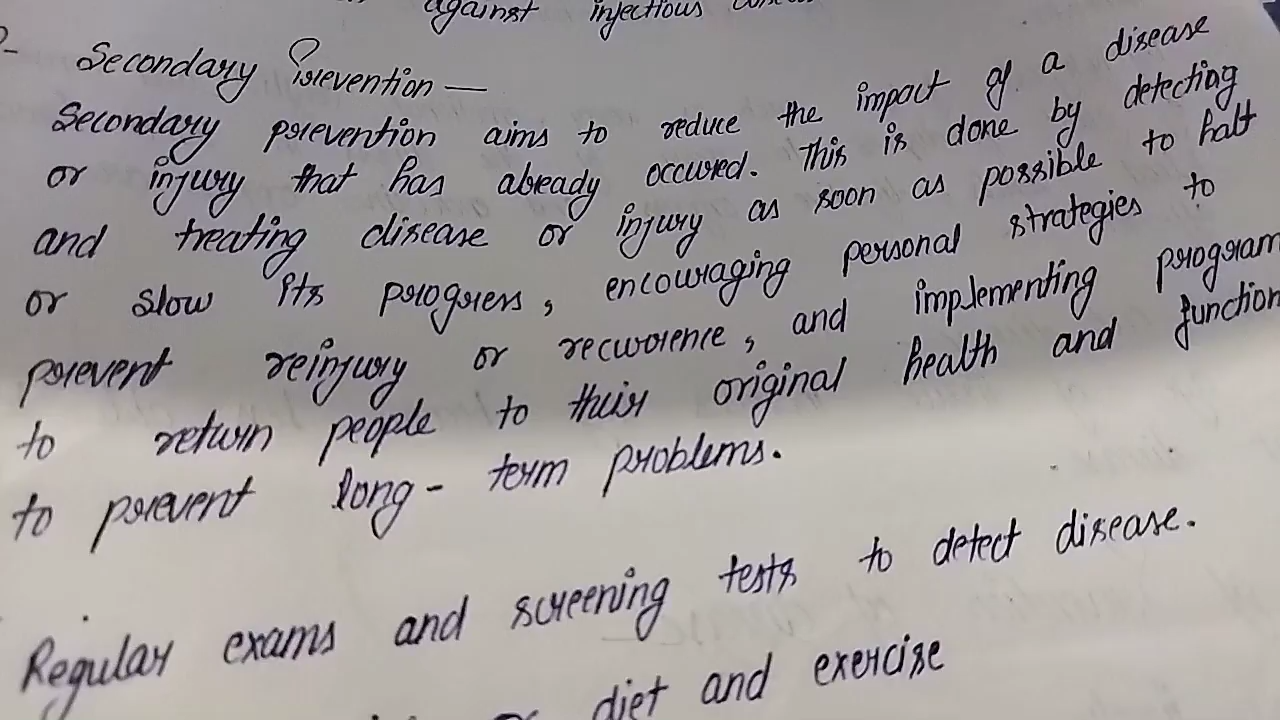 against injectious
2- Secondary Prevention —
Secondary prevention aims to reduce the impact of a disease
or injury that has already occured. This is done by detecting
and treating disease or injury as soon as possible to halt
or slow its progress, encouraging personal strategies to
prevent reinjury or recurrence, and implementing program
to return people to their original health and function
to prevent long-term problems.
Regular exams and screening tests to detect disease.
diet and exercise